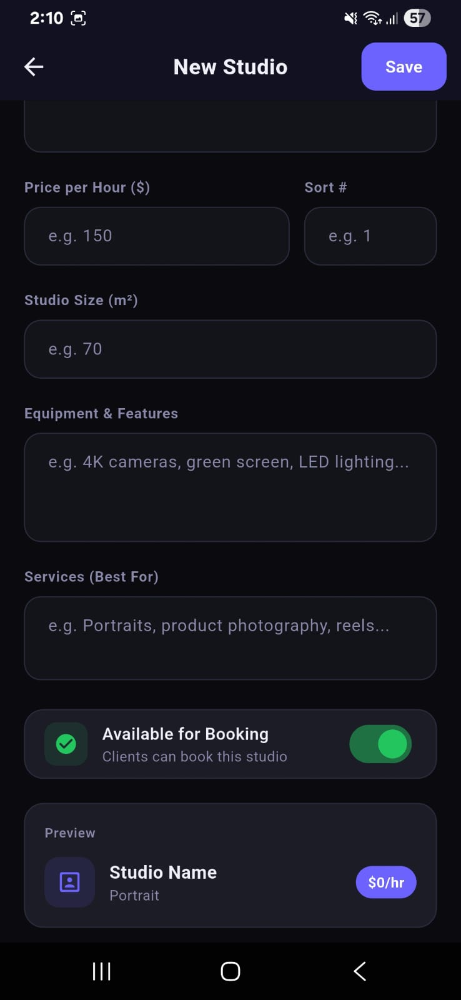 2:10
57
New Studio
Save
Price per Hour ($)
Sort #
e.g. 150
e.g. 1
Studio Size (m²)
e.g. 70
Equipment & Features
e.g. 4K cameras, green screen, LED lighting...
Services (Best For)
e.g. Portraits, product photography, reels...
Available for Booking
Clients can book this studio
Preview
Studio Name
$0/hr
Portrait